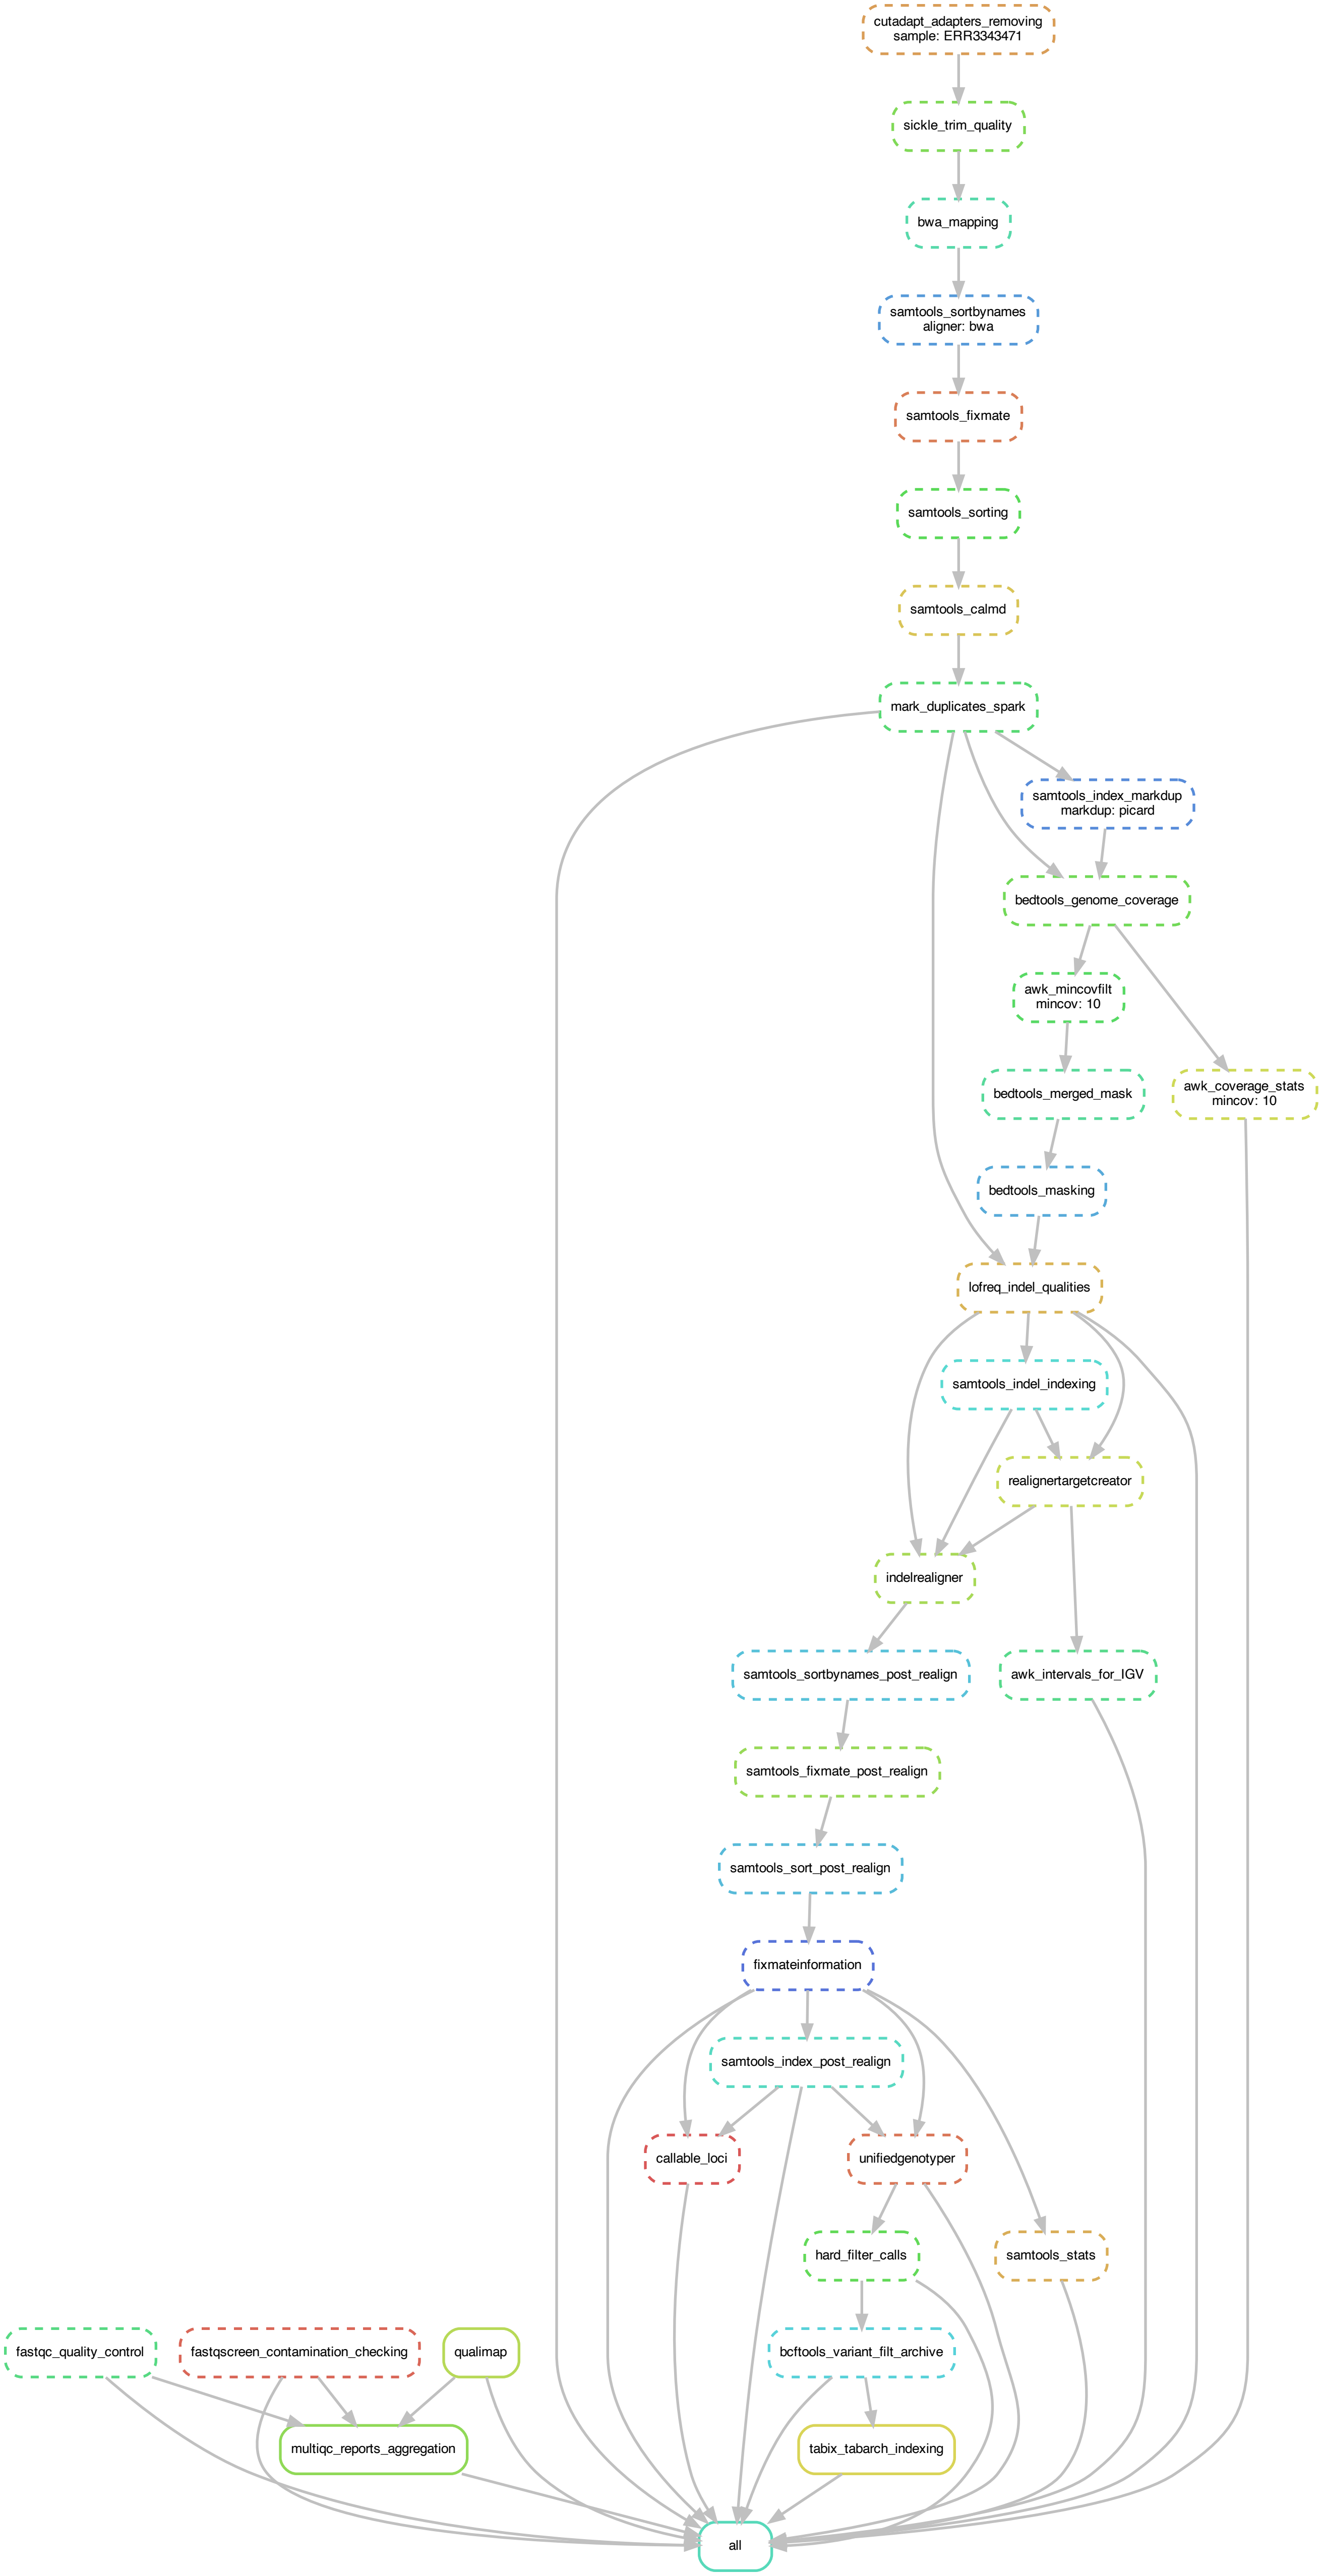 cutadapt_adapters_removing
sample: ERR3343471
sickle_trim_quality
bwa_mapping
samtools_sortbynames
aligner: bwa
samtools_fixmate
samtools_sorting
samtools_calmd
mark_duplicates_spark
samtools_index_markdup
markdup: picard
bedtools_genome_coverage
awk_mincovfilt
mincov: 10
bedtools_merged_mask
awk_coverage_stats
mincov: 10
bedtools_masking
lofreq_indel_qualities
samtools_indel_indexing
realignertargetcreator
indelrealigner
samtools_sortbynames_post_realign
awk_intervals_for_IGV
samtools_fixmate_post_realign
samtools_sort_post_realign
fixmateinformation
samtools_index_post_realign
callable_loci
unifiedgenotyper
hard_filter_calls
samtools_stats
fastqc_quality_control
fastqscreen_contamination_checking
qualimap
bcftools_variant_filt_archive
multiqc_reports_aggregation
tabix_tabarch_indexing
all